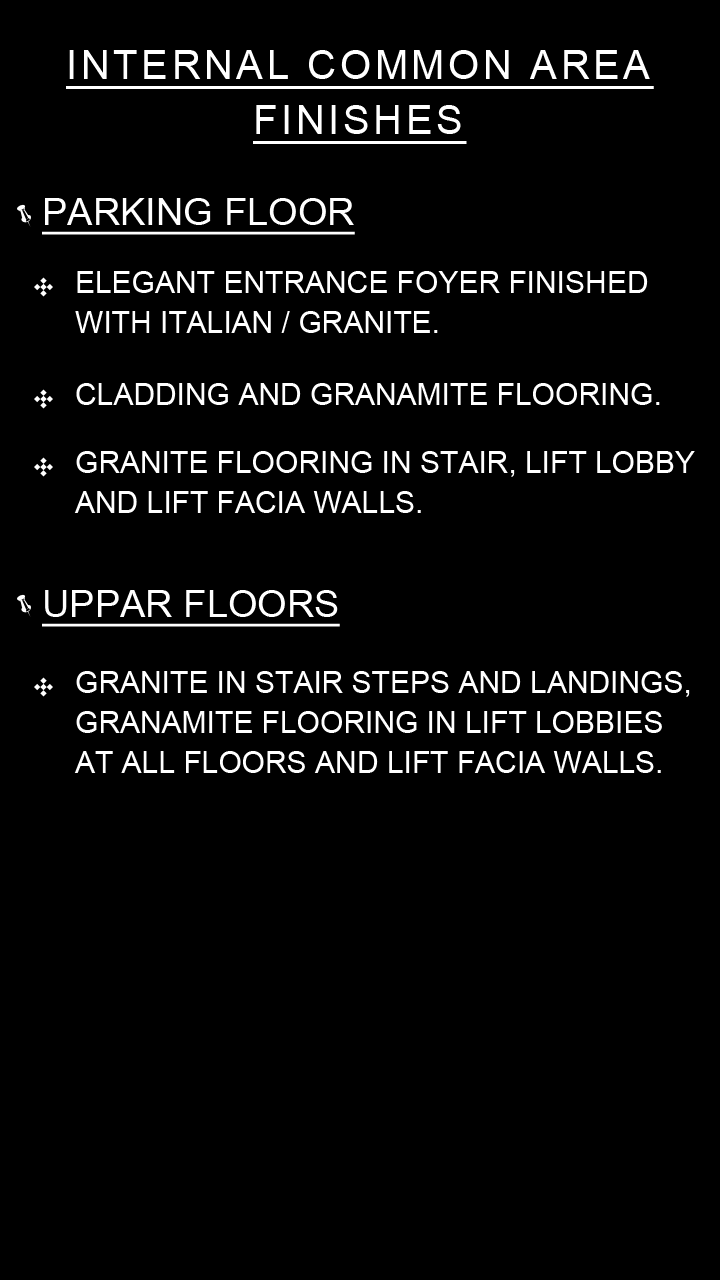 INTERNAL COMMON AREA
FINISHES
PARKING FLOOR
ELEGANT ENTRANCE FOYER FINISHED
WITH ITALIAN / GRANITE.
CLADDING AND GRANAMITE FLOORING.
GRANITE FLOORING IN STAIR, LIFT LOBBY
AND LIFT FACIA WALLS.
UPPAR FLOORS
GRANITE IN STAIR STEPS AND LANDINGS,
GRANAMITE FLOORING IN LIFT LOBBIES
AT ALL FLOORS AND LIFT FACIA WALLS.